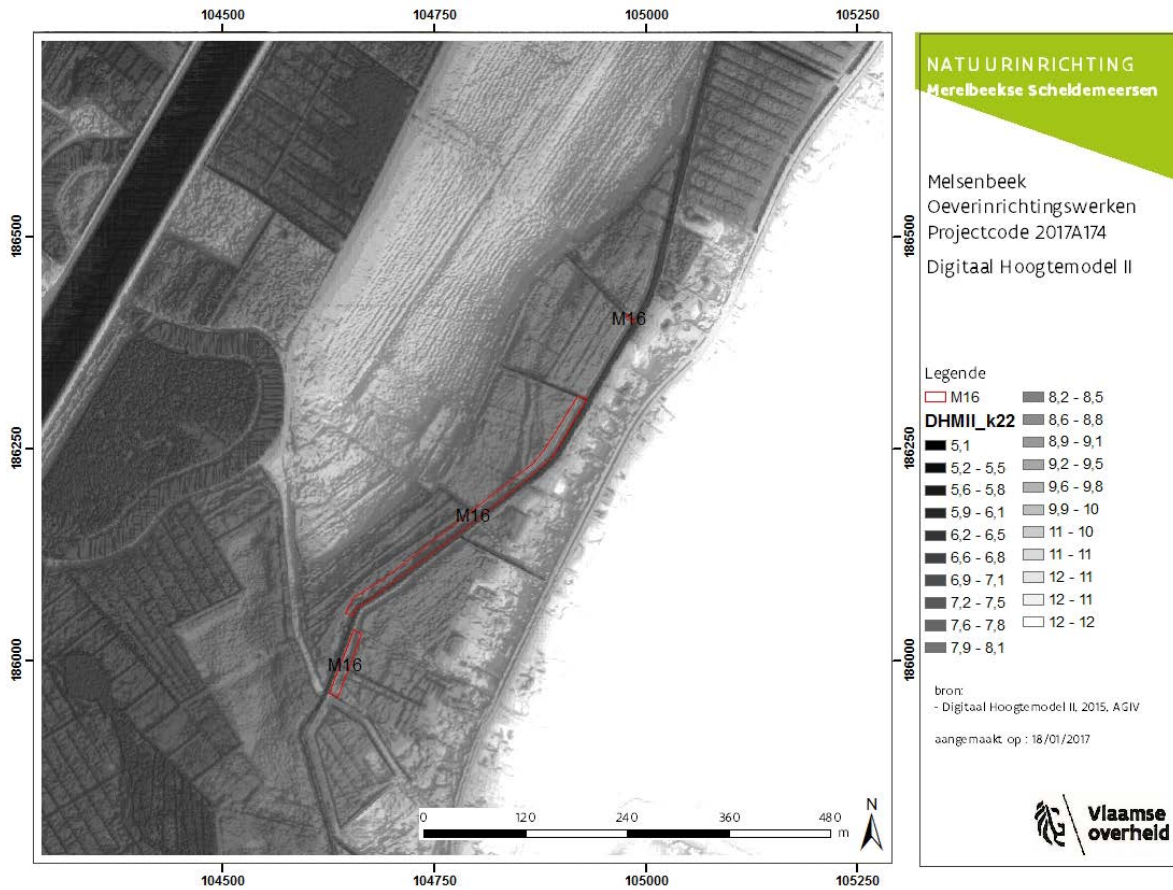 104500 104750 105000 105250
186500
186250
186000
186500
186250
186000
M16
M16
M16
0 120 240 360 480
m
N
104500 104750 105000 105250
NATUURINRICHTING
Merelbeekse Scheldemeersen
Melsenbeek
Oeverinrichtingswerken
Projectcode 2017A174
Digitaal Hoogtemodel II
Legende
M16
DHMII_k22
5,1
5,2 - 5,5
5,6 - 5,8
5,9 - 6,1
6,2 - 6,5
6,6 - 6,8
6,9 - 7,1
7,2 - 7,5
7,6 - 7,8
7,9 - 8,1
8,2 - 8,5
8,6 - 8,8
8,9 - 9,1
9,2 - 9,5
9,6 - 9,8
9,9 - 10
11 - 10
11 - 11
12 - 11
12 - 11
12 - 12
bron:
- Digitaal Hoogtemodel II, 2015, AGIV
aangemaakt op : 18/01/2017
Vlaamse
overheid